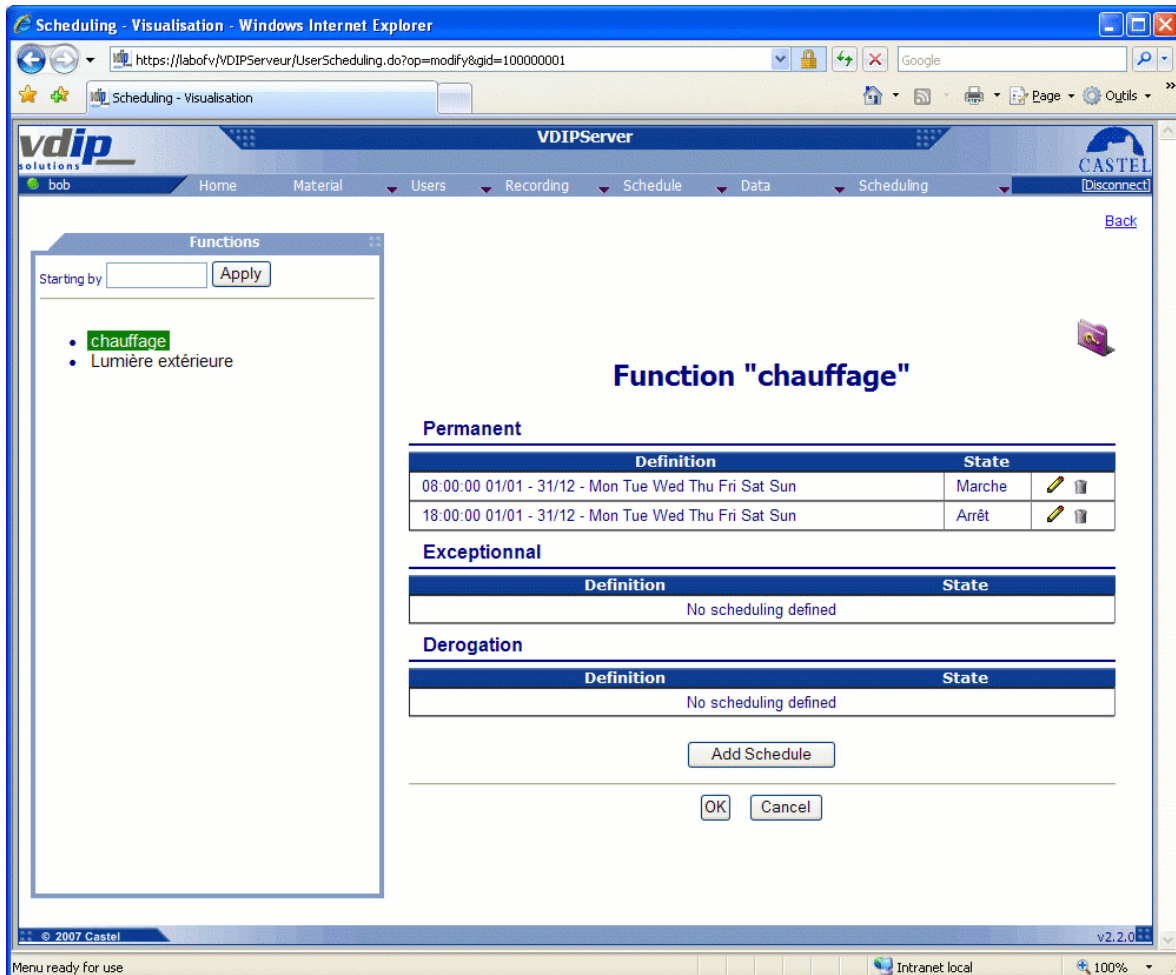 Scheduling - Visualisation - Windows Internet Explorer
https://labofv/VDIPServeur/UserScheduling.do?op=modify&gid=100000001
Google
Scheduling - Visualisation
Page
Outils
»
vdip
solutions
VDIPServer
CASTEL
bob
Home
Material
Users
Recording
Schedule
Data
Scheduling
[Disconnect]
Back
Functions
Starting by
Apply
• chauffage
• Lumière extérieure
Function "chauffage"
Permanent
Definition State
08:00:00 01/01 - 31/12 - Mon Tue Wed Thu Fri Sat Sun Marche
18:00:00 01/01 - 31/12 - Mon Tue Wed Thu Fri Sat Sun Arrêt
Exceptionnal
Definition State
No scheduling defined
Derogation
Definition State
No scheduling defined
Add Schedule
OK Cancel
© 2007 Castel
v2.2.0
Menu ready for use
Intranet local
100%